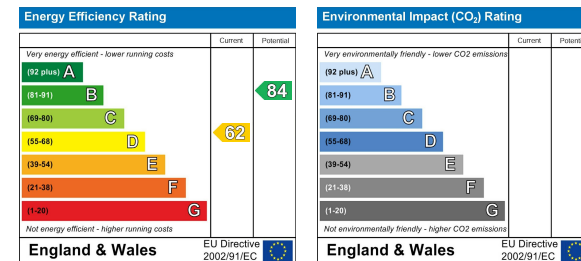 Energy Efficiency Rating
Current Potential
Very energy efficient - lower running costs
(92 plus) A
(81-91) B
84
(69-80) C
62
(55-68) D
(39-54) E
(21-38) F
(1-20) G
Not energy efficient - higher running costs
England & Wales
EU Directive
2002/91/EC
Environmental Impact (CO₂) Rating
Current Potential
Very environmentally friendly - lower CO2 emissions
(92 plus) A
(81-91) B
(69-80) C
(55-68) D
(39-54) E
(21-38) F
(1-20) G
Not environmentally friendly - higher CO2 emissions
England & Wales
EU Directive
2002/91/EC